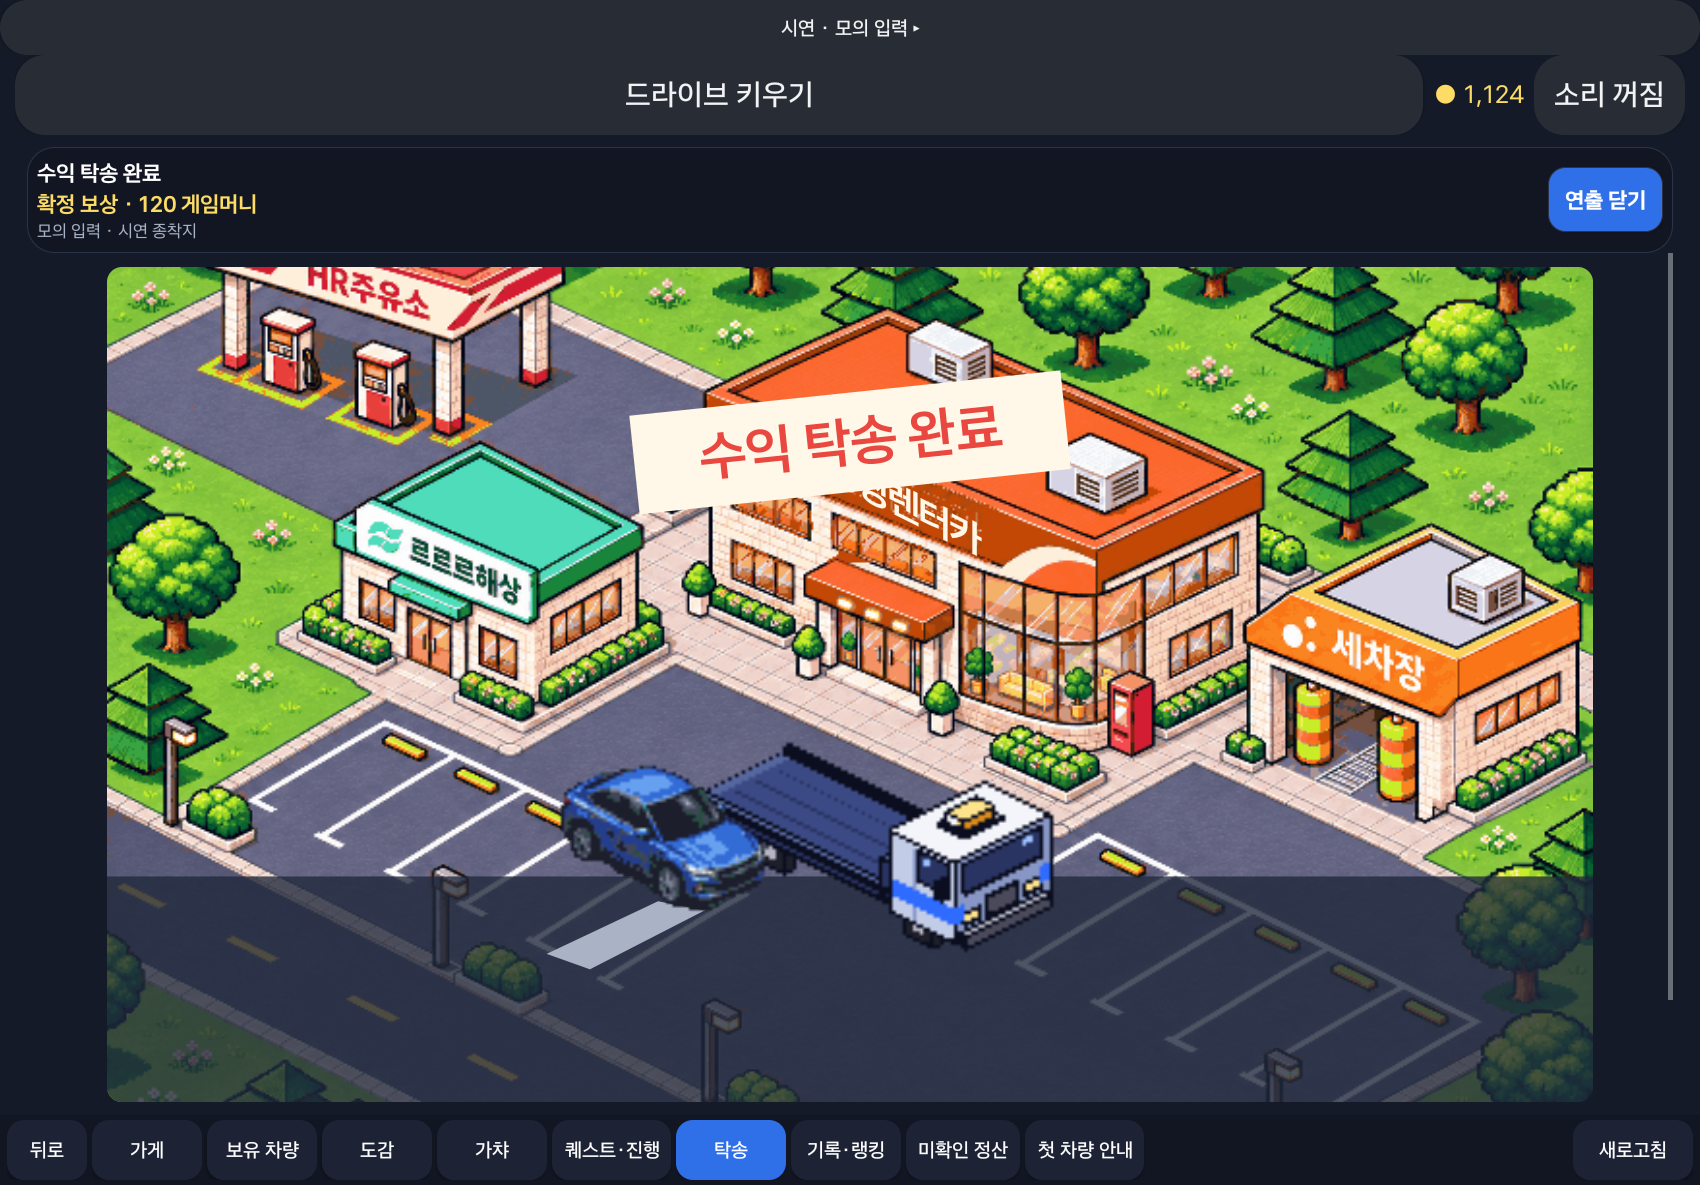 시연 · 모의 입력 ▸
드라이브 키우기
1,124
소리 꺼짐
수익 탁송 완료
확정 보상 · 120 게임머니
모의 입력 · 시연 종착지
연출 닫기
HR주유소
수익 탁송 완료
렌터카
르르르해상
세차장
뒤로
가게
보유 차량
도감
가챠
퀘스트·진행
탁송
기록·랭킹
미확인 정산
첫 차량 안내
새로고침